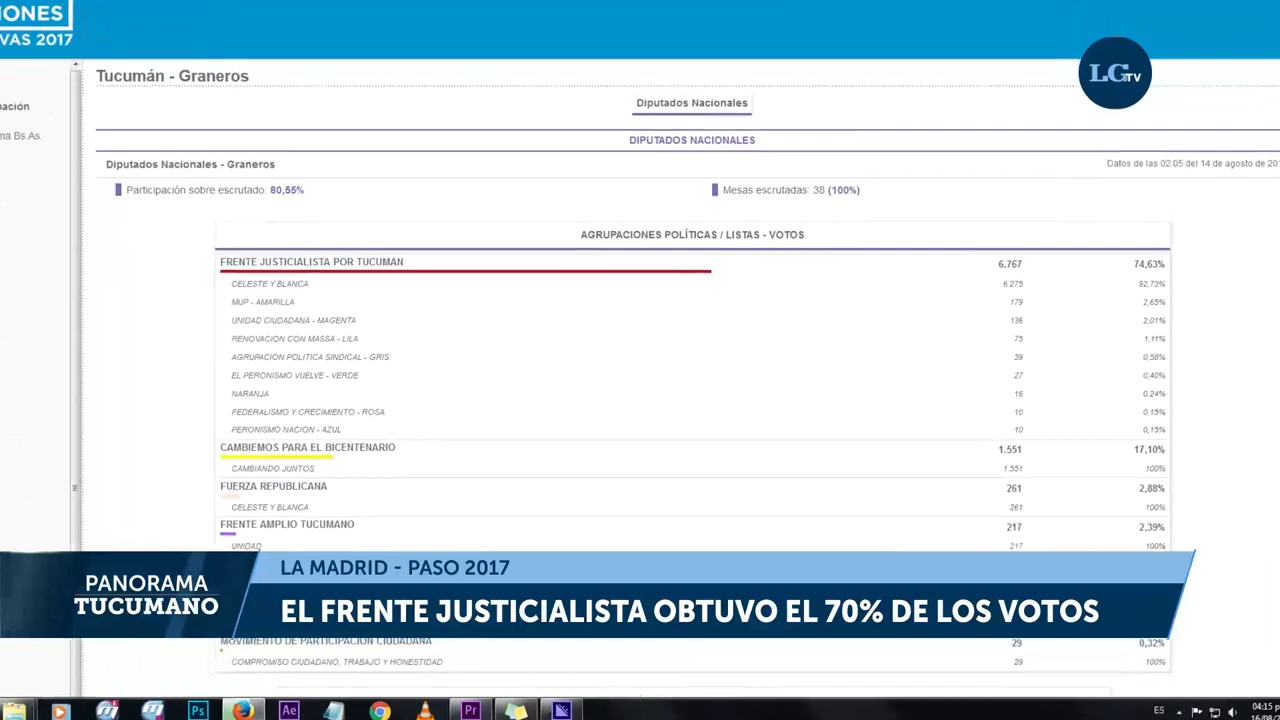 IONES
VAS 2017
LG TV
Tucumán - Graneros
pación
ma Bs.As.
Diputados Nacionales
DIPUTADOS NACIONALES
Diputados Nacionales - Graneros
Datos de las 02:05 del 14 de agosto de 201
Participación sobre escrutado: 80,55%
Mesas escrutadas: 38 (100%)
AGRUPACIONES POLÍTICAS / LISTAS - VOTOS
FRENTE JUSTICIALISTA POR TUCUMAN 6.767 74,63%
CELESTE Y BLANCA 6.275 92,73%
MUP - AMARILLA 179 2,65%
UNIDAD CIUDADANA - MAGENTA 136 2,01%
RENOVACION CON MASSA - LILA 75 1,11%
AGRUPACION POLITICA SINDICAL - GRIS 39 0,58%
EL PERONISMO VUELVE - VERDE 27 0,40%
NARANJA 16 0,24%
FEDERALISMO Y CRECIMIENTO - ROSA 10 0,15%
PERONISMO NACION - AZUL 10 0,15%
CAMBIEMOS PARA EL BICENTENARIO 1.551 17,10%
CAMBIANDO JUNTOS 1.551 100%
FUERZA REPUBLICANA 261 2,88%
CELESTE Y BLANCA 261 100%
FRENTE AMPLIO TUCUMANO 217 2,39%
UNIDAD 217 100%
PANORAMA
TUCUMANO
LA MADRID - PASO 2017
EL FRENTE JUSTICIALISTA OBTUVO EL 70% DE LOS VOTOS
MOVIMIENTO DE PARTICIPACION CIUDADANA 29 0,32%
COMPROMISO CIUDADANO, TRABAJO Y HONESTIDAD 29 100%
Ps
Ae
Pr
ES
04:15 p
16/08/